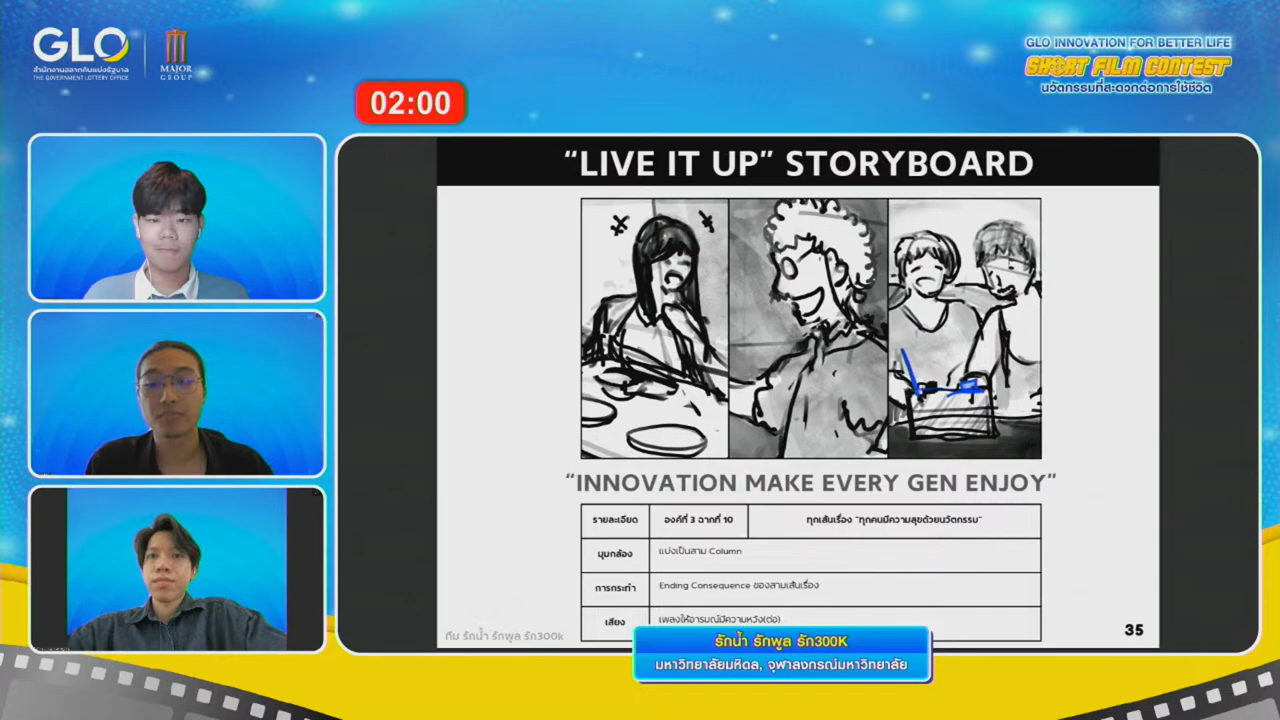 GLO
สำนักงานสลากกินแบ่งรัฐบาล
THE GOVERNMENT LOTTERY OFFICE
MAJOR
GROUP
GLO INNOVATION FOR BETTER LIFE
SHORT FILM CONTEST
นวัตกรรมที่สะดวกต่อการใช้ชีวิต
02:00
“LIVE IT UP” STORYBOARD
“INNOVATION MAKE EVERY GEN ENJOY”
รายละเอียด องค์ที่ 3 ฉากที่ 10 ทุกเส้นเรื่อง “ทุกคนมีความสุขด้วยนวัตกรรม”
มุมกล้อง แบ่งเป็นสาม Column
การกระทำ Ending Consequence ของสามเส้นเรื่อง
เสียง เพลงให้อารมณ์มีความหวัง(ต่อ)
ทีม รักน้ำ รักพูล รัก300k
35
รักน้ำ รักพูล รัก300K
มหาวิทยาลัยมหิดล, จุฬาลงกรณ์มหาวิทยาลัย